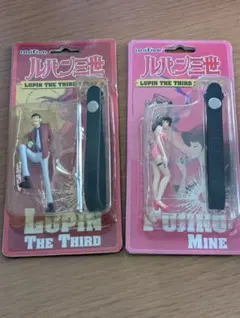 ルパン三世
LUPIN THE THIRD
LUPIN
THE THIRD
ルパン三世
LUPIN THE THIRD
FUJIKO
MINE